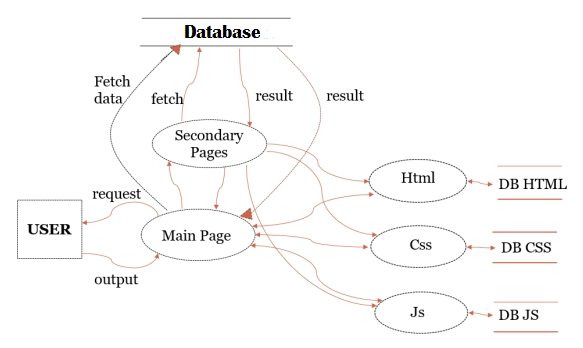 Database
Fetch
data
fetch
result
result
Secondary
Pages
Html
DB HTML
request
USER
Main Page
Css
DB CSS
output
Js
DB JS